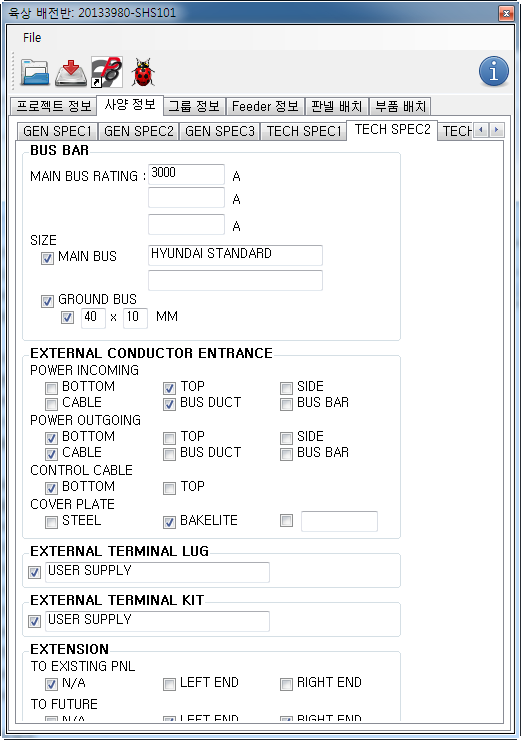 육상 배전반: 20133980-SHS101
File
프로젝트 정보 사양 정보 그룹 정보 Feeder 정보 판넬 배치 부품 배치
GEN SPEC1 GEN SPEC2 GEN SPEC3 TECH SPEC1 TECH SPEC2 TECH
BUS BAR
MAIN BUS RATING : 3000 A
A
A
SIZE
MAIN BUS HYUNDAI STANDARD
GROUND BUS
40 x 10 MM
EXTERNAL CONDUCTOR ENTRANCE
POWER INCOMING
BOTTOM TOP SIDE
CABLE BUS DUCT BUS BAR
POWER OUTGOING
BOTTOM TOP SIDE
CABLE BUS DUCT BUS BAR
CONTROL CABLE
BOTTOM TOP
COVER PLATE
STEEL BAKELITE
EXTERNAL TERMINAL LUG
USER SUPPLY
EXTERNAL TERMINAL KIT
USER SUPPLY
EXTENSION
TO EXISTING PNL
N/A LEFT END RIGHT END
TO FUTURE
N/A LEFT END RIGHT END